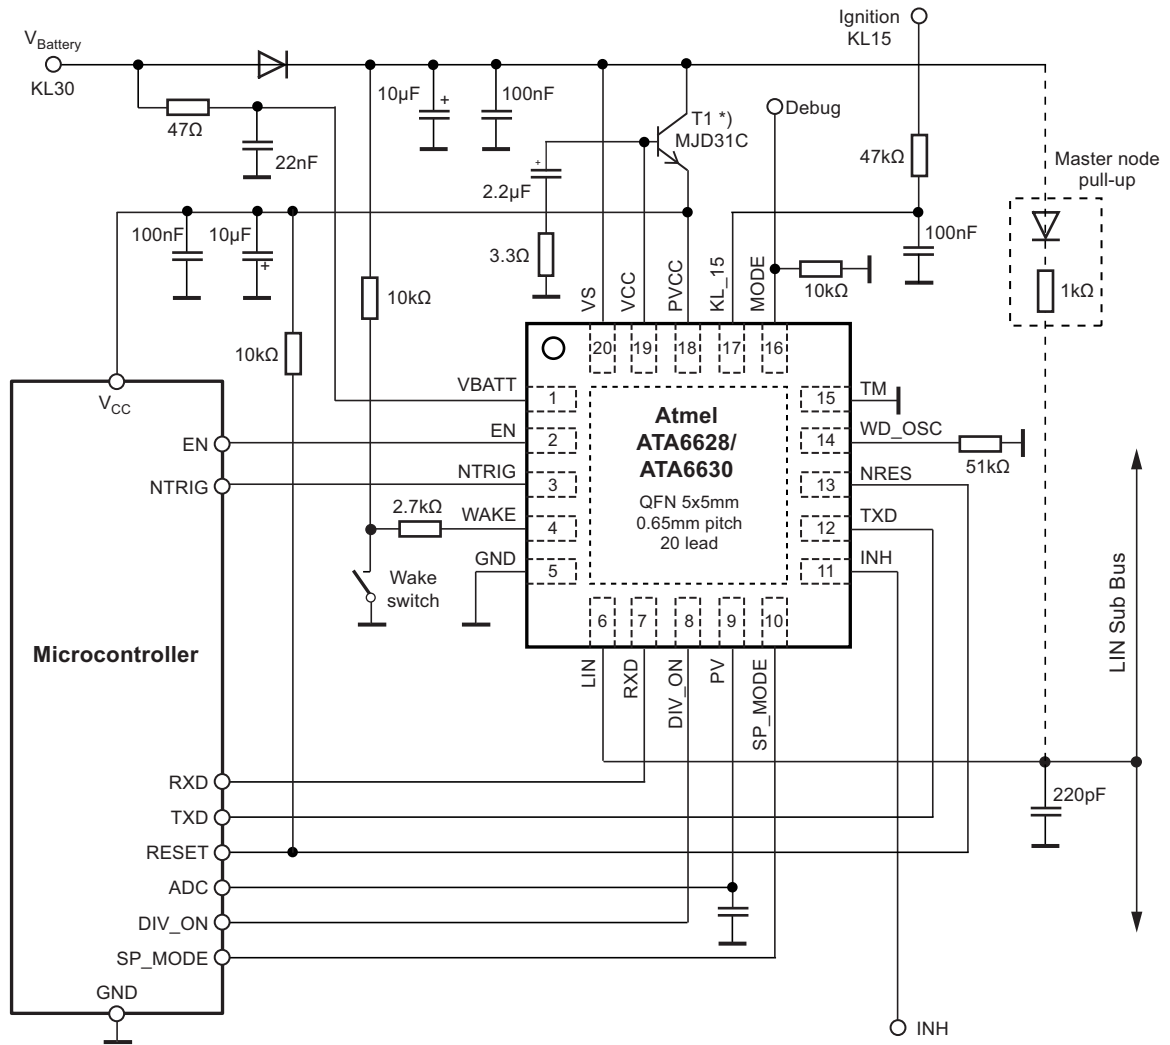 Ignition
KL15
VBattery
KL30
10µF
+
100nF
Debug
T1 *)
MJD31C
47Ω
22nF
47kΩ
Master node
pull-up
+
2.2µF
100nF
10µF
+
3.3Ω
100nF
10kΩ
VS
VCC
PVCC
KL_15
MODE
10kΩ
1kΩ
10kΩ
20
19
18
17
16
VCC
VBATT
1
15
TM
Atmel
ATA6628/
ATA6630
EN
EN
2
14
WD_OSC
51kΩ
NTRIG
NTRIG
3
13
NRES
QFN 5x5mm
0.65mm pitch
20 lead
2.7kΩ
WAKE
4
12
TXD
GND
5
11
INH
Wake
switch
6
7
8
9
10
LIN
RXD
DIV_ON
PV
SP_MODE
LIN Sub Bus
Microcontroller
RXD
220pF
TXD
RESET
ADC
DIV_ON
SP_MODE
GND
INH